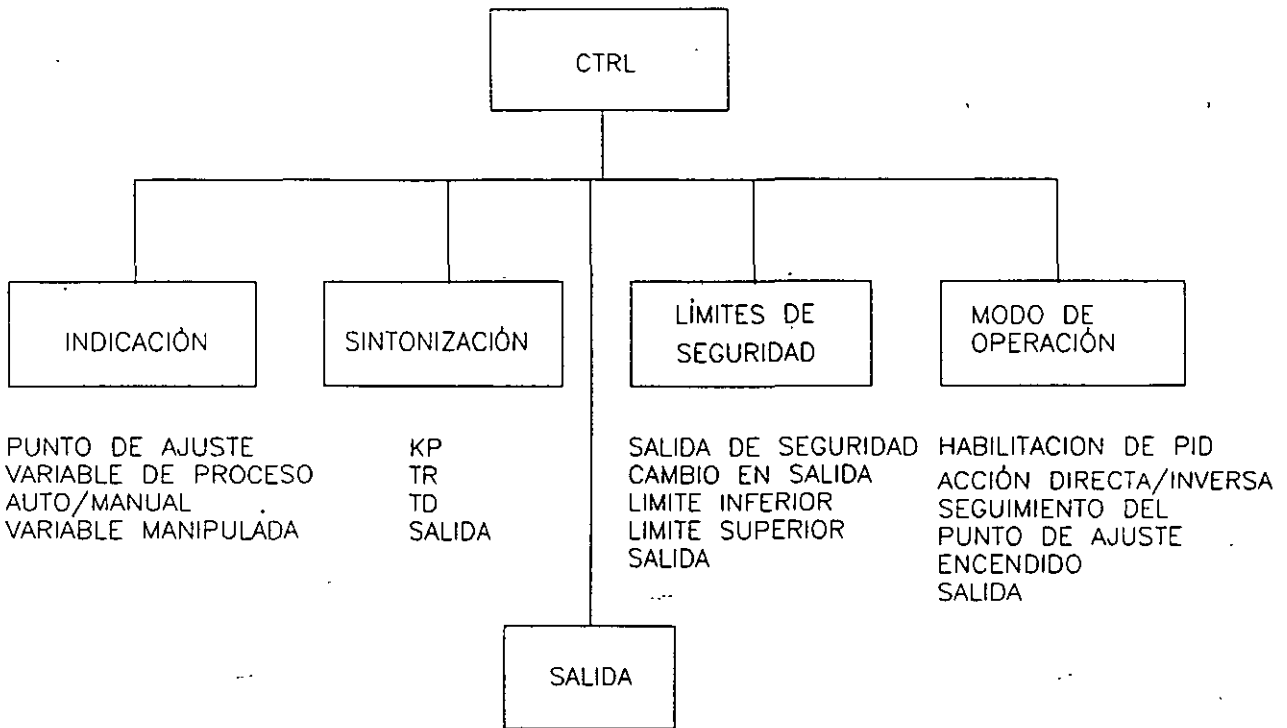 CTRL
INDICACIÓN
SINTONIZACIÓN
LÍMITES DE
SEGURIDAD
MODO DE
OPERACIÓN
PUNTO DE AJUSTE
VARIABLE DE PROCESO
AUTO/MANUAL
VARIABLE MANIPULADA
KP
TR
TD
SALIDA
SALIDA DE SEGURIDAD
CAMBIO EN SALIDA
LIMITE INFERIOR
LIMITE SUPERIOR
SALIDA
HABILITACION DE PID
ACCIÓN DIRECTA/INVERSA
SEGUIMIENTO DEL
PUNTO DE AJUSTE
ENCENDIDO
SALIDA
SALIDA